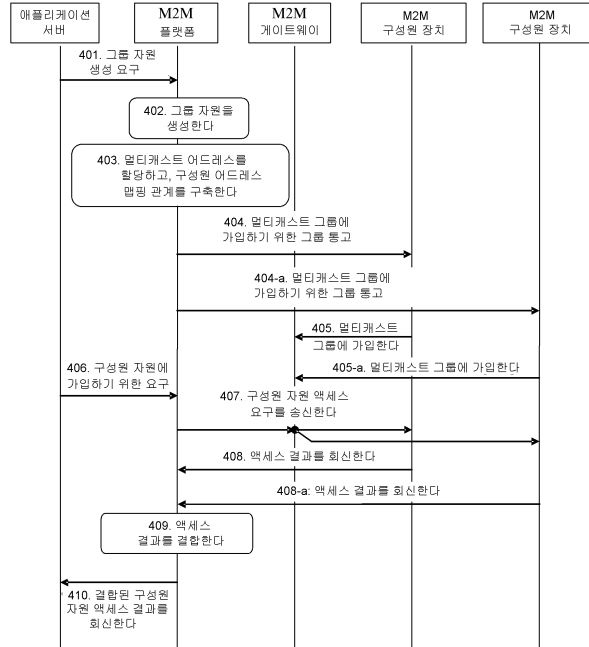 애플리케이션
서버
M2M
플랫폼
M2M
게이트웨이
M2M
구성원 장치
M2M
구성원 장치
401. 그룹 자원
생성 요구
402. 그룹 자원을
생성한다
403. 멀티캐스트 어드레스를
할당하고, 구성원 어드레스
맵핑 관계를 구축한다
404. 멀티캐스트 그룹에
가입하기 위한 그룹 통고
404-a. 멀티캐스트 그룹에
가입하기 위한 그룹 통고
405. 멀티캐스트
그룹에 가입한다
405-a. 멀티캐스트 그룹에 가입한다
406. 구성원 자원에
가입하기 위한 요구
407. 구성원 자원 액세스
요구를 송신한다
408. 액세스 결과를 회신한다
408-a: 액세스 결과를 회신한다
409. 액세스
결과를 결합한다
410. 결합된 구성원
자원 액세스 결과를
회신한다